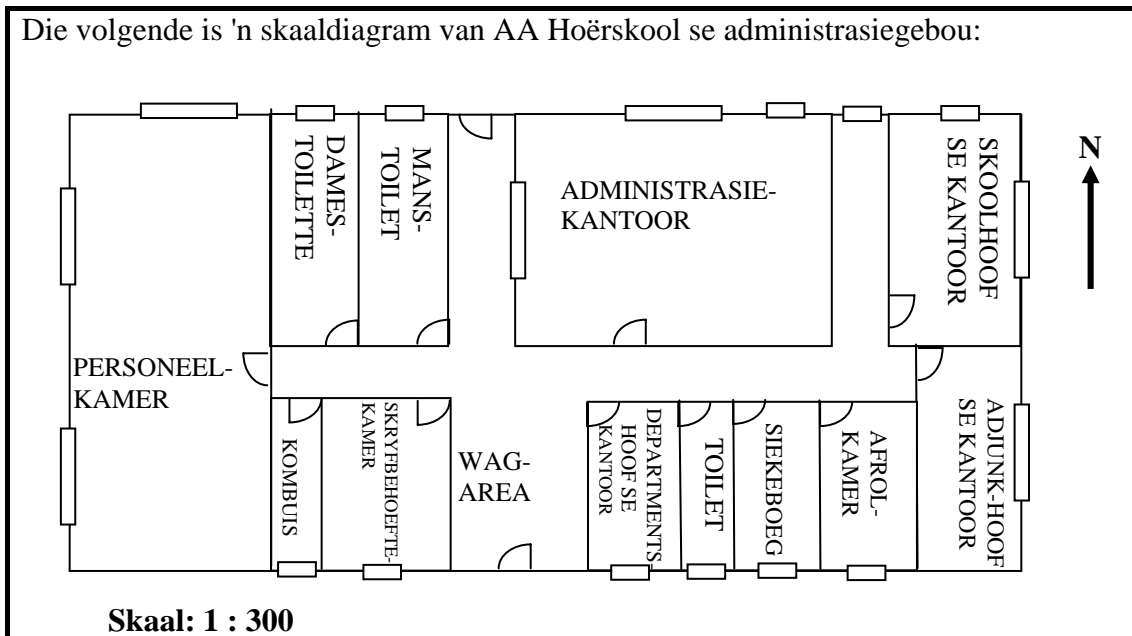 Die volgende is 'n skaaldiagram van AA Hoërskool se administrasiegebou:
DAMES-
TOILETTE
MANS-
TOILET
ADMINISTRASIE-
KANTOOR
SKOOLHOOF
SE KANTOOR
N
PERSONEEL-
KAMER
KOMBUIS
SKRYFBEHOEFTE-
KAMER
WAG-
AREA
DEPARTMENTS-
HOOF SE
KANTOOR
TOILET
SIEKEBOEG
AFROL-
KAMER
ADJUNK-HOOF
SE KANTOOR
Skaal: 1 : 300